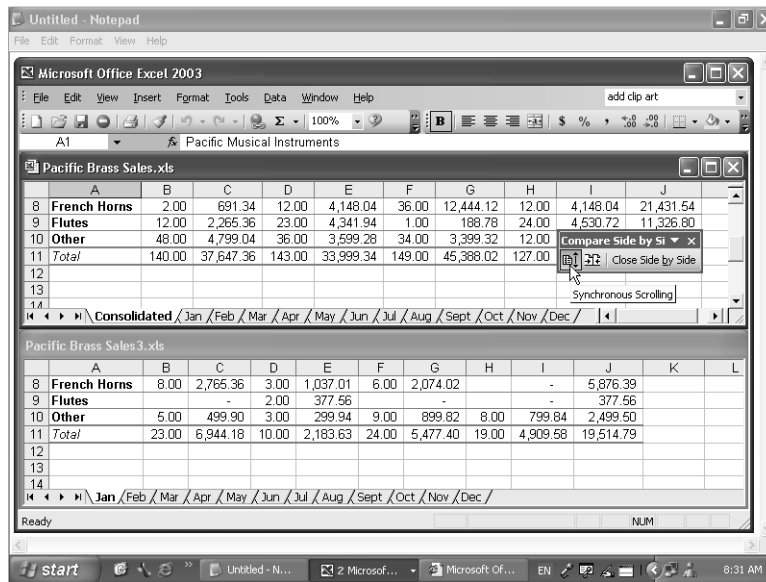 Untitled - Notepad
File Edit Format View Help
Microsoft Office Excel 2003
File Edit View Insert Format Tools Data Window Help add clip art
100% B $ % ,
A1 fx Pacific Musical Instruments
Pacific Brass Sales.xls
A B C D E F G H I J
8 French Horns 2.00 691.34 12.00 4,148.04 36.00 12,444.12 12.00 4,148.04 21,431.54
9 Flutes 12.00 2,265.36 23.00 4,341.94 1.00 188.78 24.00 4,530.72 11,326.80
10 Other 48.00 4,799.04 36.00 3,599.28 34.00 3,399.32 12.00
Compare Side by Si
11 Total 140.00 37,647.36 143.00 33,999.34 149.00 45,388.02 127.00
Close Side by Side
12
13
Synchronous Scrolling
14
Consolidated Jan Feb Mar Apr May Jun Jul Aug Sept Oct Nov Dec
Pacific Brass Sales3.xls
A B C D E F G H I J K L
8 French Horns 8.00 2,765.36 3.00 1,037.01 6.00 2,074.02 - 5,876.39
9 Flutes - 2.00 377.56 - - 377.56
10 Other 5.00 499.90 3.00 299.94 9.00 899.82 8.00 799.84 2,499.50
11 Total 23.00 6,944.18 10.00 2,183.63 24.00 5,477.40 19.00 4,909.58 19,514.79
12
13
14
Jan Feb Mar Apr May Jun Jul Aug Sept Oct Nov Dec
Ready NUM
start Untitled - N... 2 Microsof... Microsoft Of... EN 8:31 AM